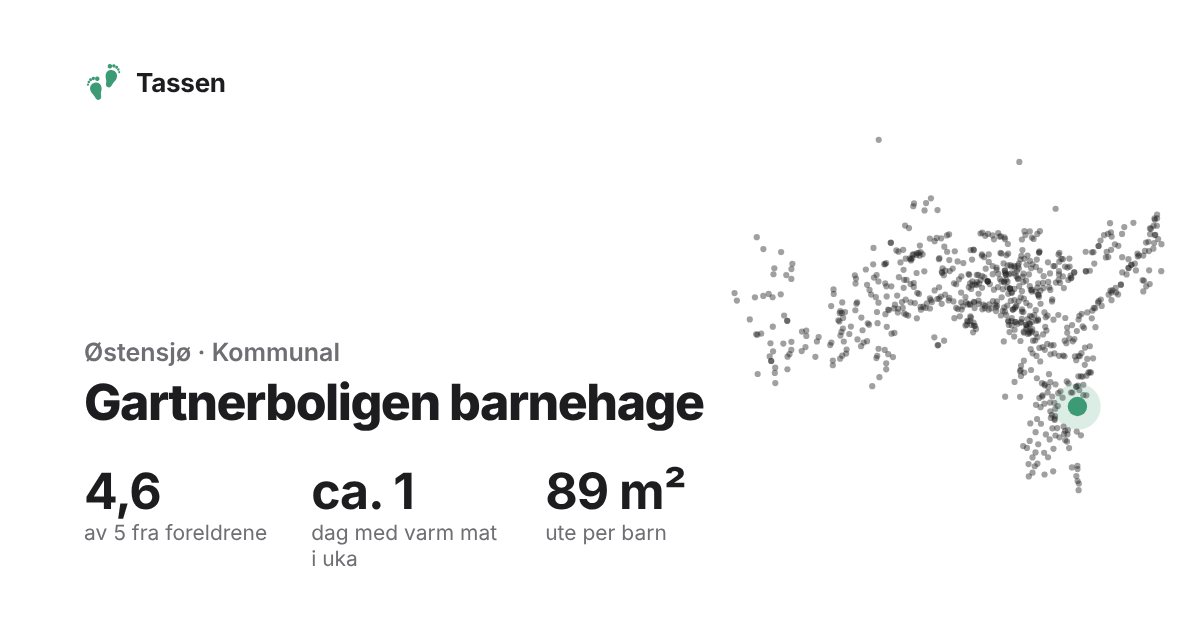 Tassen
Østensjø · Kommunal
Gartnerboligen barnehage
4,6
av 5 fra foreldrene
ca. 1
dag med varm mat
i uka
89 m²
ute per barn